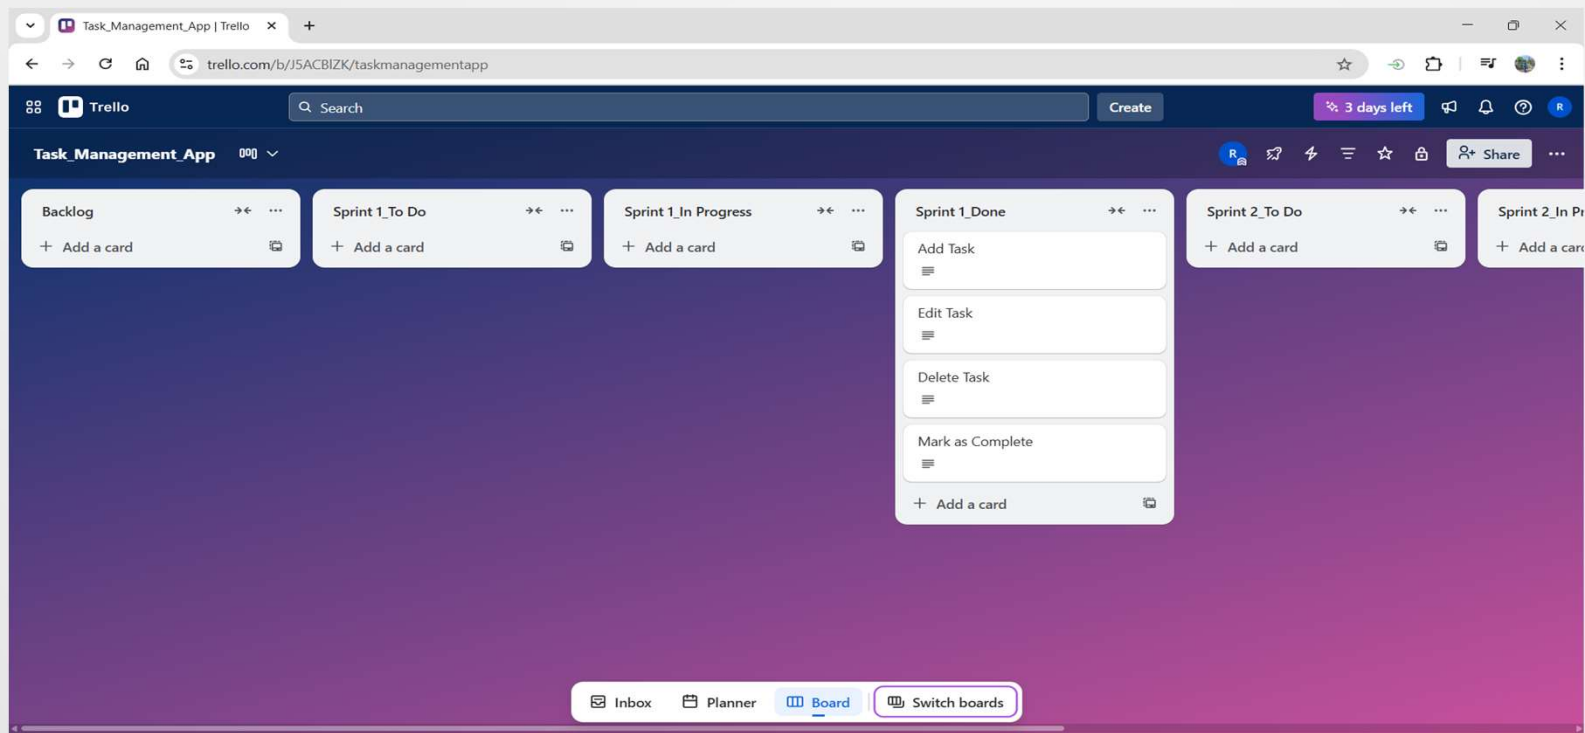 Task_Management_App | Trello
trello.com/b/J5ACBlZK/taskmanagementapp
Trello
Search
Create
3 days left
R
Task_Management_App
R
Share
Backlog
Add a card
Sprint 1_To Do
Add a card
Sprint 1_In Progress
Add a card
Sprint 1_Done
Add Task
Edit Task
Delete Task
Mark as Complete
Add a card
Sprint 2_To Do
Add a card
Sprint 2_In Pr
Add a car
Inbox
Planner
Board
Switch boards